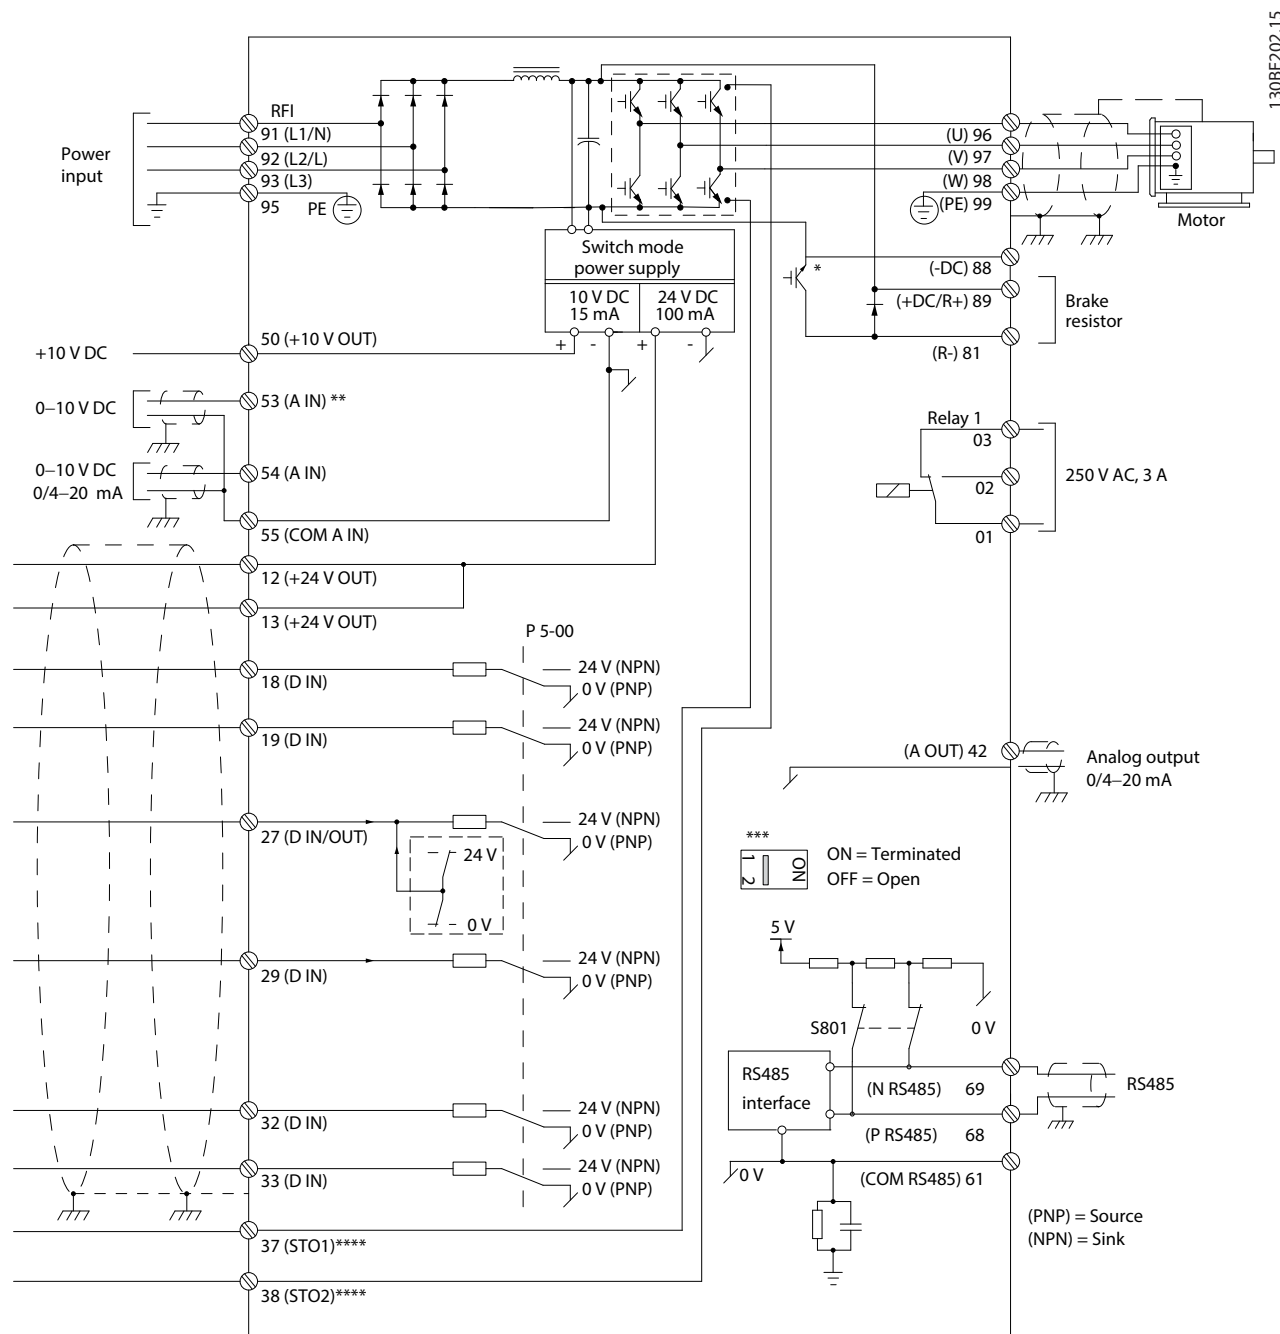 130BE202.15
RFI
91 (L1/N)
92 (L2/L)
93 (L3)
95
PE
Power
input
(U) 96
(V) 97
(W) 98
(PE) 99
Motor
Switch mode
power supply
10 V DC
15 mA
24 V DC
100 mA
+
-
+
-
*
(-DC) 88
(+DC/R+) 89
(R-) 81
Brake
resistor
+10 V DC
50 (+10 V OUT)
0–10 V DC
53 (A IN) **
0–10 V DC
0/4–20 mA
54 (A IN)
55 (COM A IN)
Relay 1
03
02
01
250 V AC, 3 A
12 (+24 V OUT)
13 (+24 V OUT)
P 5-00
18 (D IN)
24 V (NPN)
0 V (PNP)
19 (D IN)
24 V (NPN)
0 V (PNP)
27 (D IN/OUT)
24 V (NPN)
0 V (PNP)
24 V
0 V
29 (D IN)
24 V (NPN)
0 V (PNP)
32 (D IN)
24 V (NPN)
0 V (PNP)
33 (D IN)
24 V (NPN)
0 V (PNP)
37 (STO1)****
38 (STO2)****
(A OUT) 42
Analog output
0/4–20 mA
***
1
2
ON
ON = Terminated
OFF = Open
5 V
S801
0 V
RS485
interface
(N RS485) 69
(P RS485) 68
RS485
0 V
(COM RS485) 61
(PNP) = Source
(NPN) = Sink